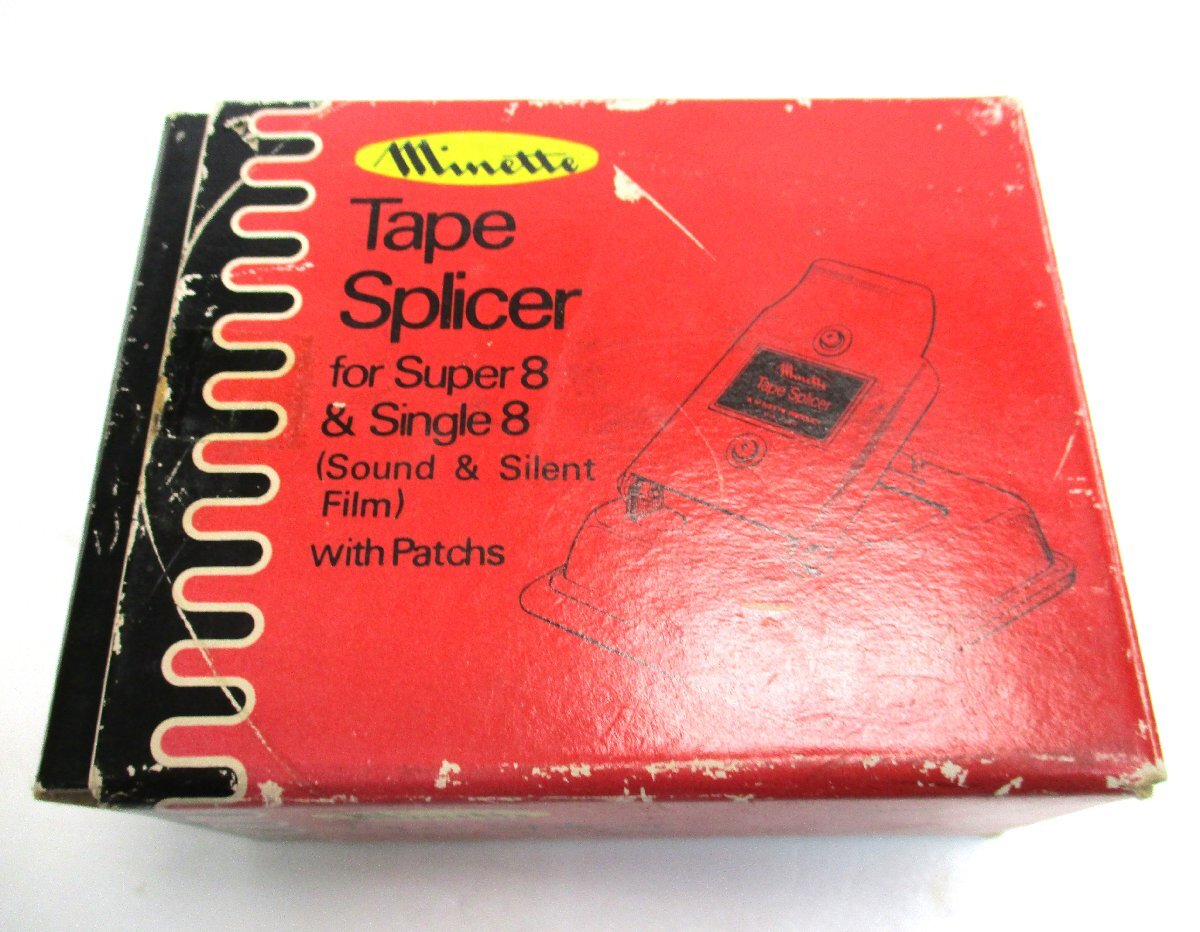 Minette
Tape
Splicer
for Super 8
& Single 8
(Sound & Silent
Film)
with Patchs
Minette
Tape Splicer